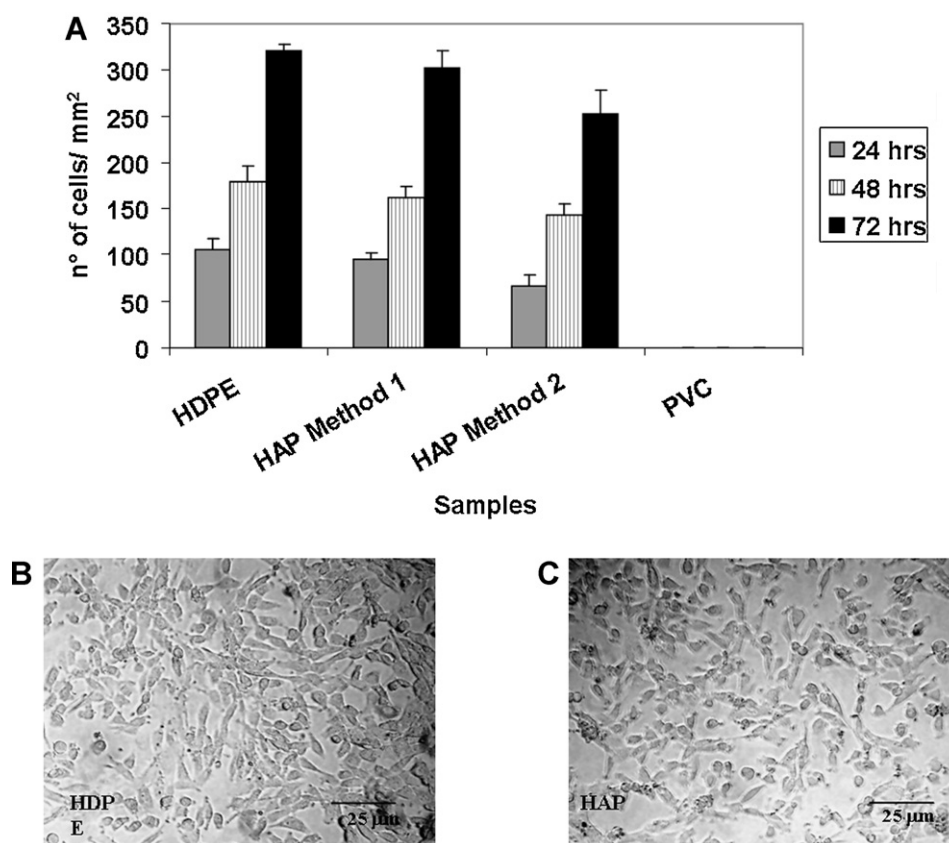 A
350
300
250
200
150
100
50
0
n° of cells/ mm²
HDPE
HAP Method 1
HAP Method 2
PVC
Samples
24 hrs
48 hrs
72 hrs
B
HDP
E
25 µm
C
HAP
25 µm